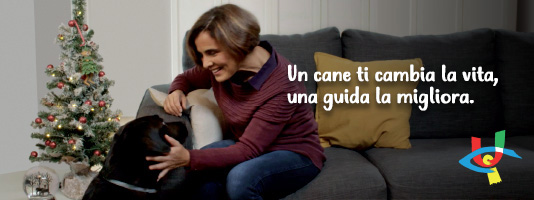 Un cane ti cambia la vita,
una guida la migliora.